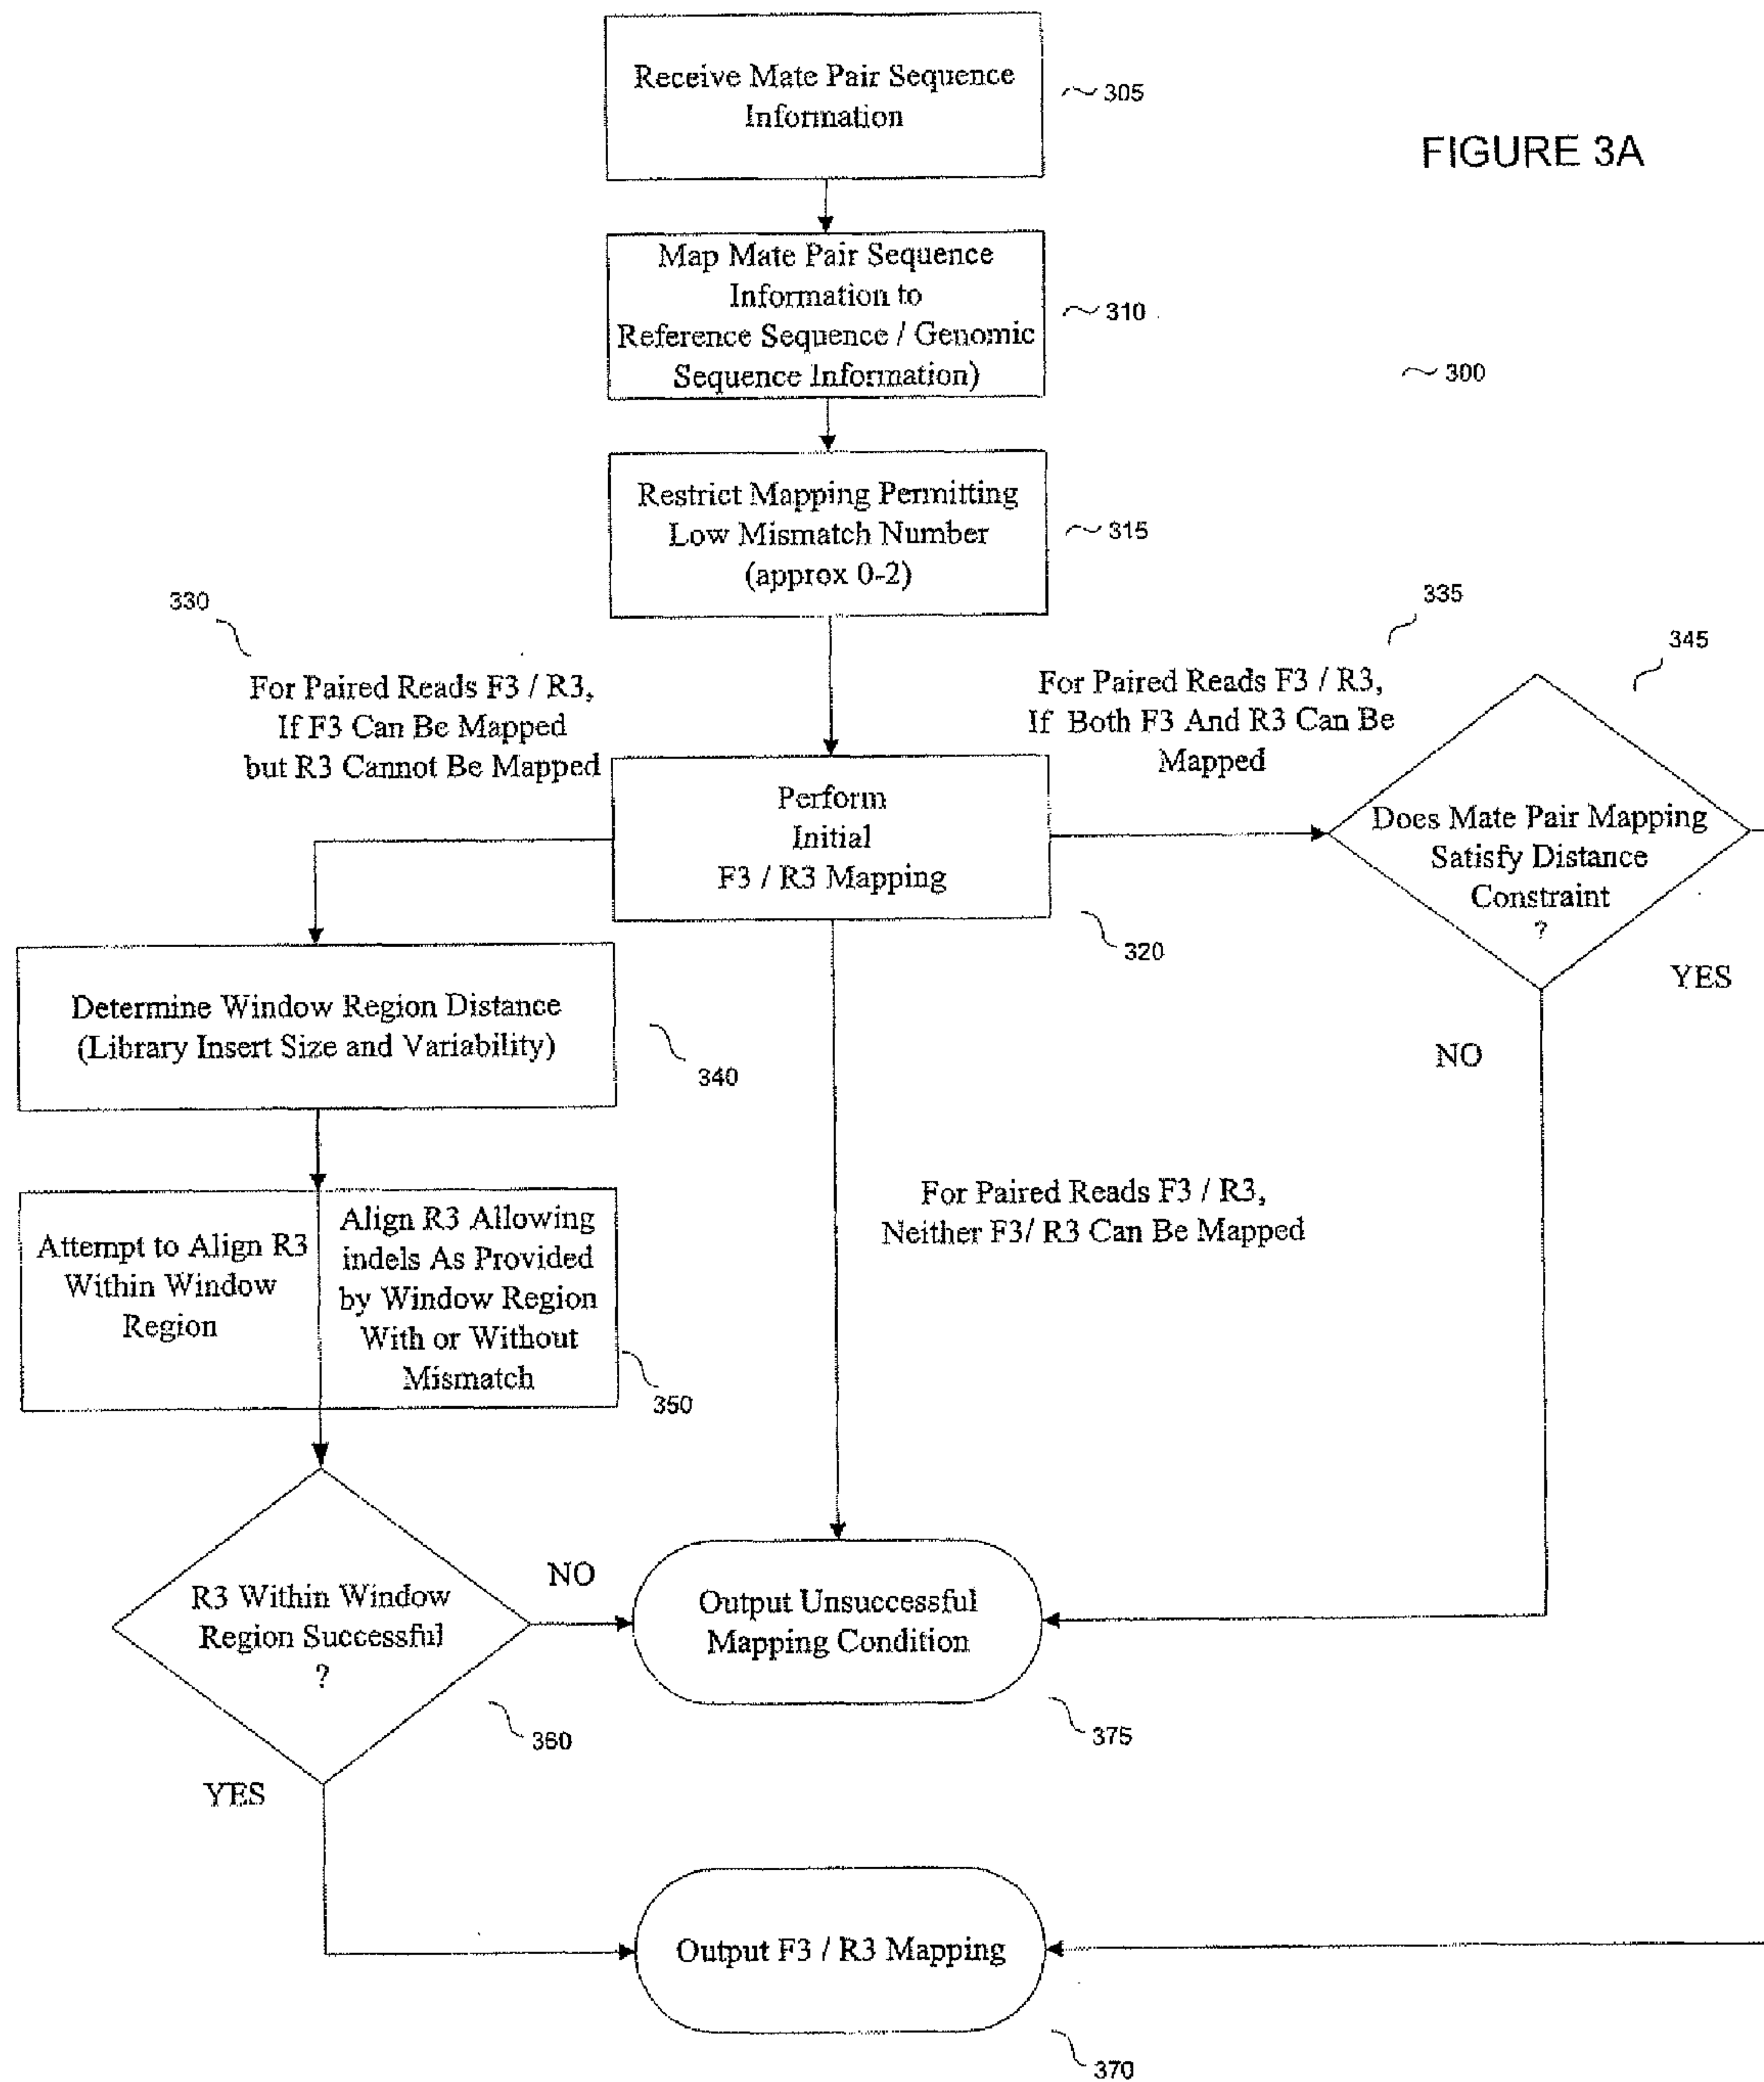 Receive Mate Pair Sequence
Information
305
FIGURE 3A
Map Mate Pair Sequence
Information to
Reference Sequence / Genomic
Sequence Information)
310
300
Restrict Mapping Permitting
Low Mismatch Number
(approx 0-2)
315
330
For Paired Reads F3 / R3,
If F3 Can Be Mapped
but R3 Cannot Be Mapped
335
For Paired Reads F3 / R3,
If Both F3 And R3 Can Be
Mapped
345
Perform
Initial
F3 / R3 Mapping
320
Does Mate Pair Mapping
Satisfy Distance
Constraint
?
YES
NO
Determine Window Region Distance
(Library Insert Size and Variability)
340
Attempt to Align R3
Within Window
Region
Align R3 Allowing
indels As Provided
by Window Region
With or Without
Mismatch
350
For Paired Reads F3 / R3,
Neither F3/ R3 Can Be Mapped
R3 Within Window
Region Successful
?
360
NO
YES
Output Unsuccessful
Mapping Condition
375
Output F3 / R3 Mapping
370